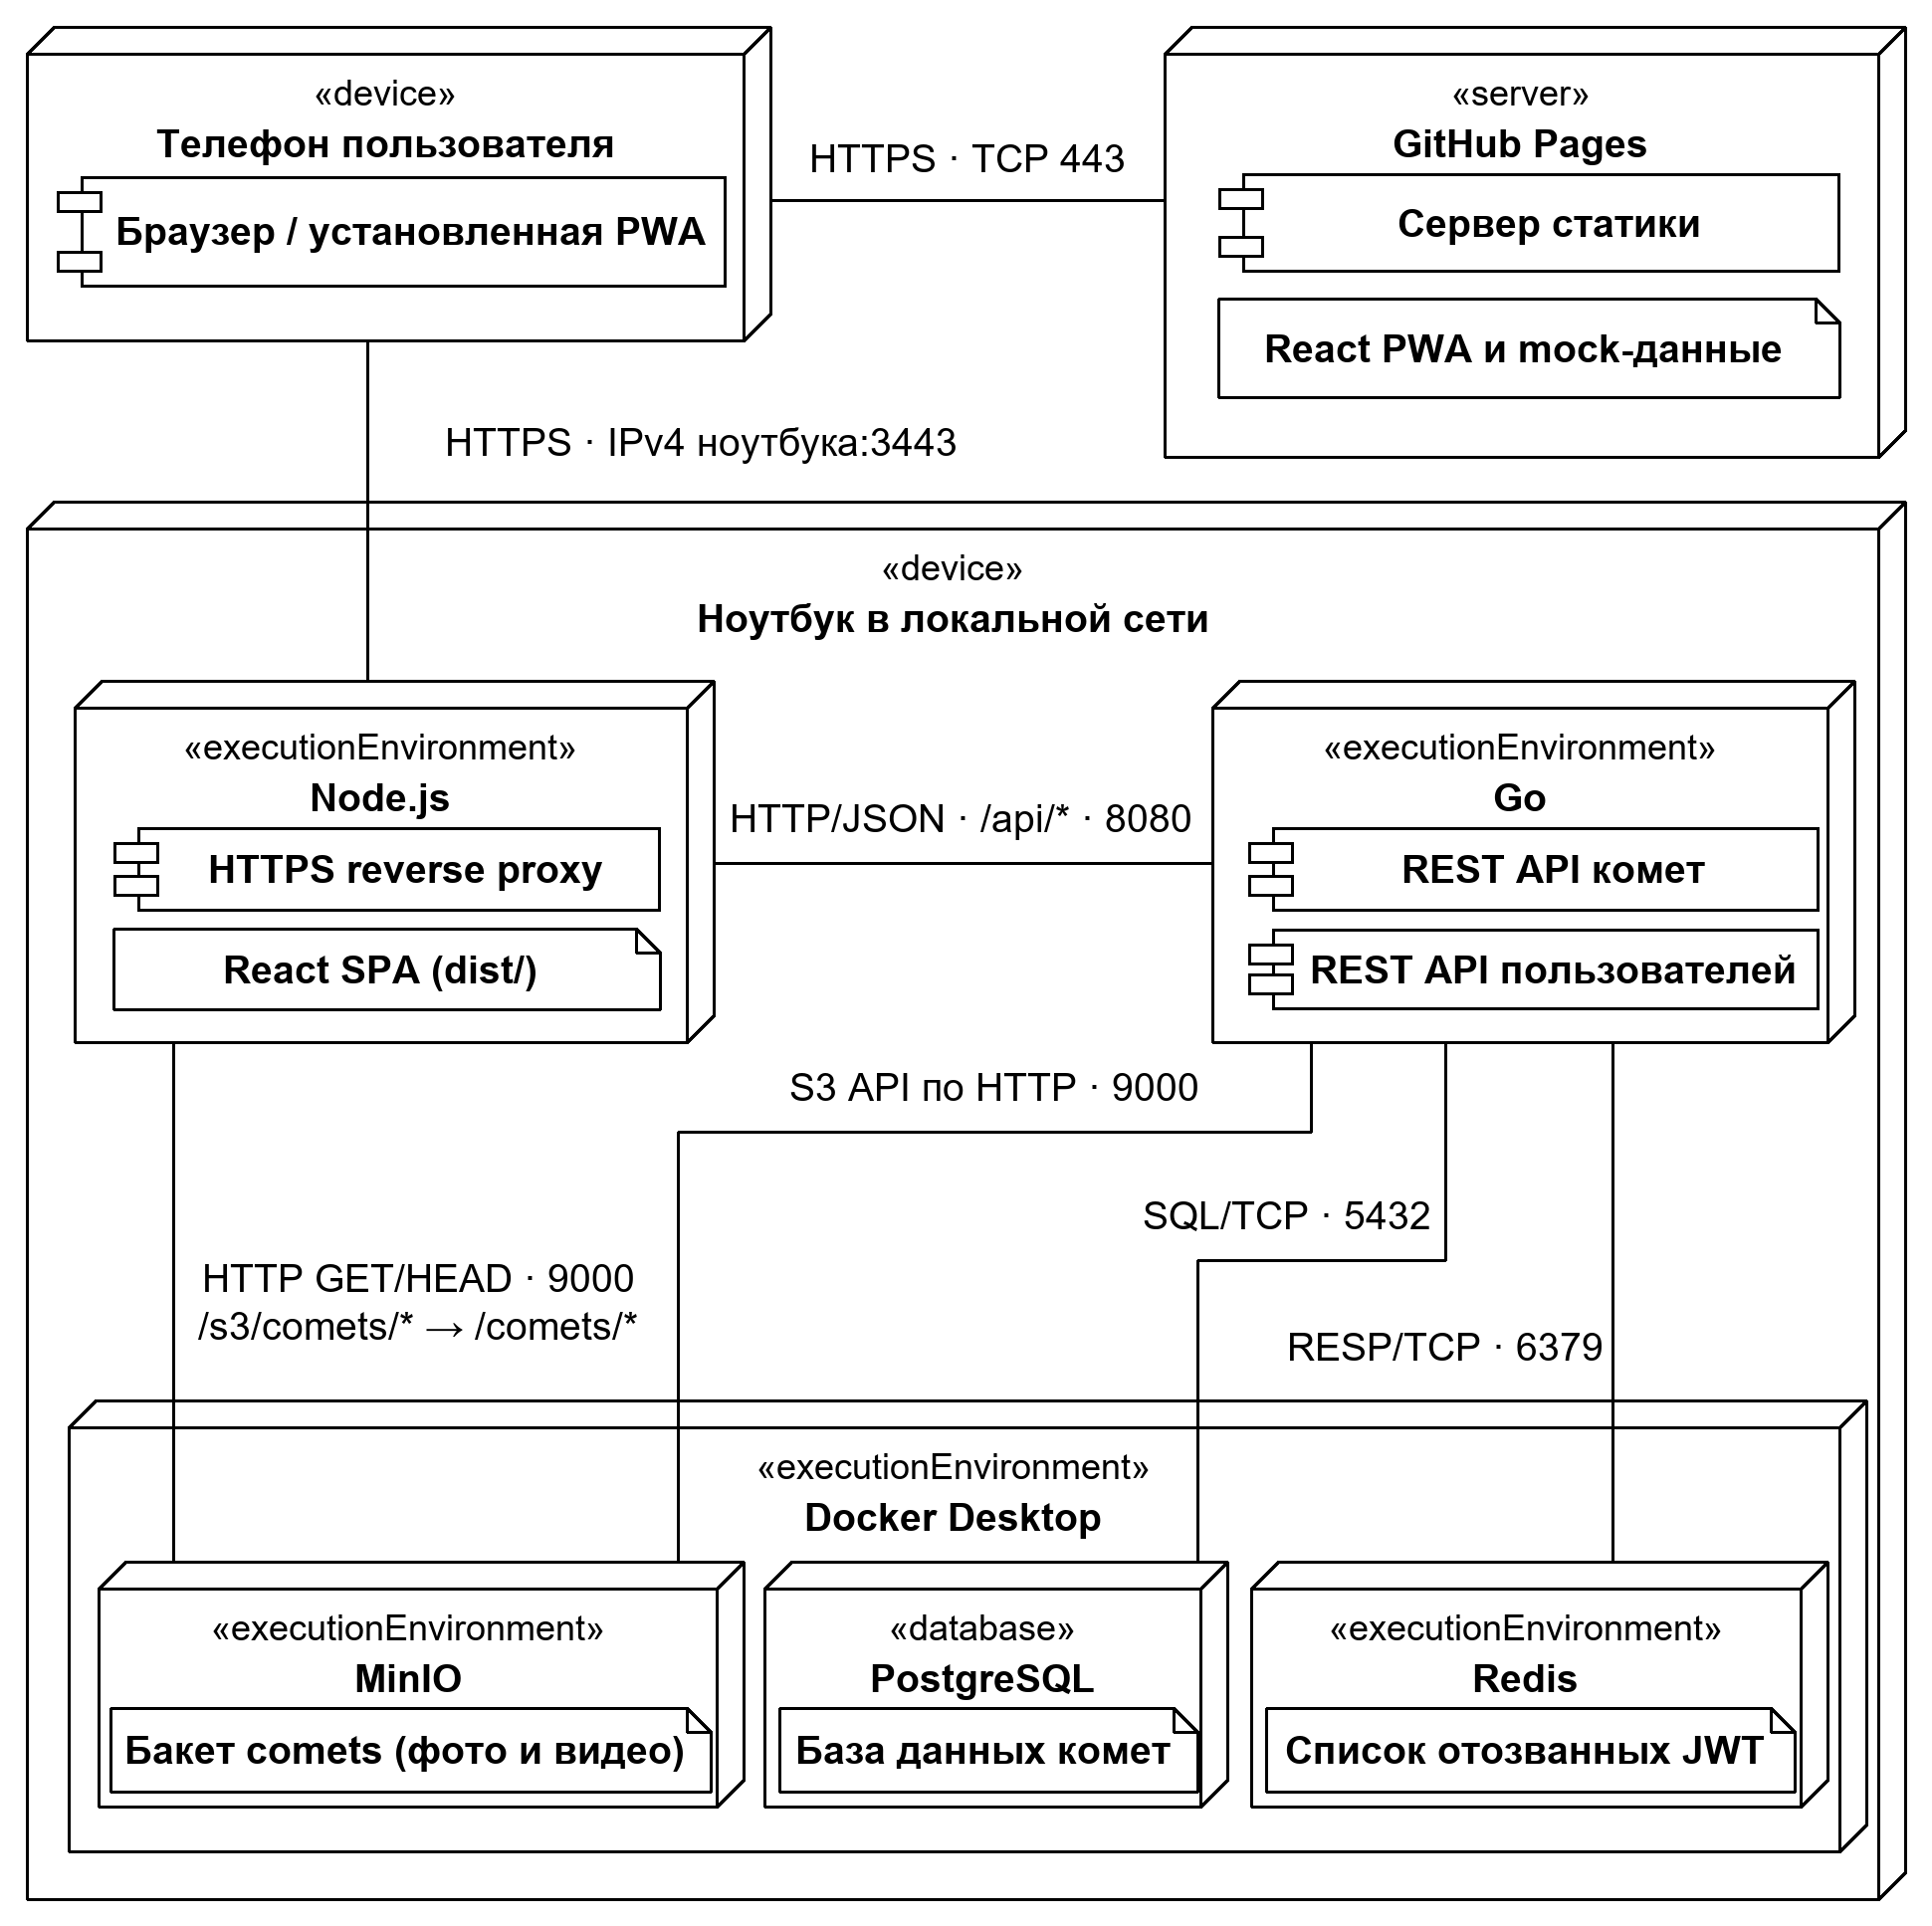 «device»
Телефон пользователя
Браузер / установленная PWA
HTTPS · TCP 443
«server»
GitHub Pages
Сервер статики
React PWA и mock-данные
HTTPS · IPv4 ноутбука:3443
«device»
Ноутбук в локальной сети
«executionEnvironment»
Node.js
HTTPS reverse proxy
React SPA (dist/)
HTTP/JSON · /api/* · 8080
«executionEnvironment»
Go
REST API комет
REST API пользователей
S3 API по HTTP · 9000
SQL/TCP · 5432
HTTP GET/HEAD · 9000
/s3/comets/* → /comets/*
RESP/TCP · 6379
«executionEnvironment»
Docker Desktop
«executionEnvironment»
MinIO
Бакет comets (фото и видео)
«database»
PostgreSQL
База данных комет
«executionEnvironment»
Redis
Список отозванных JWT